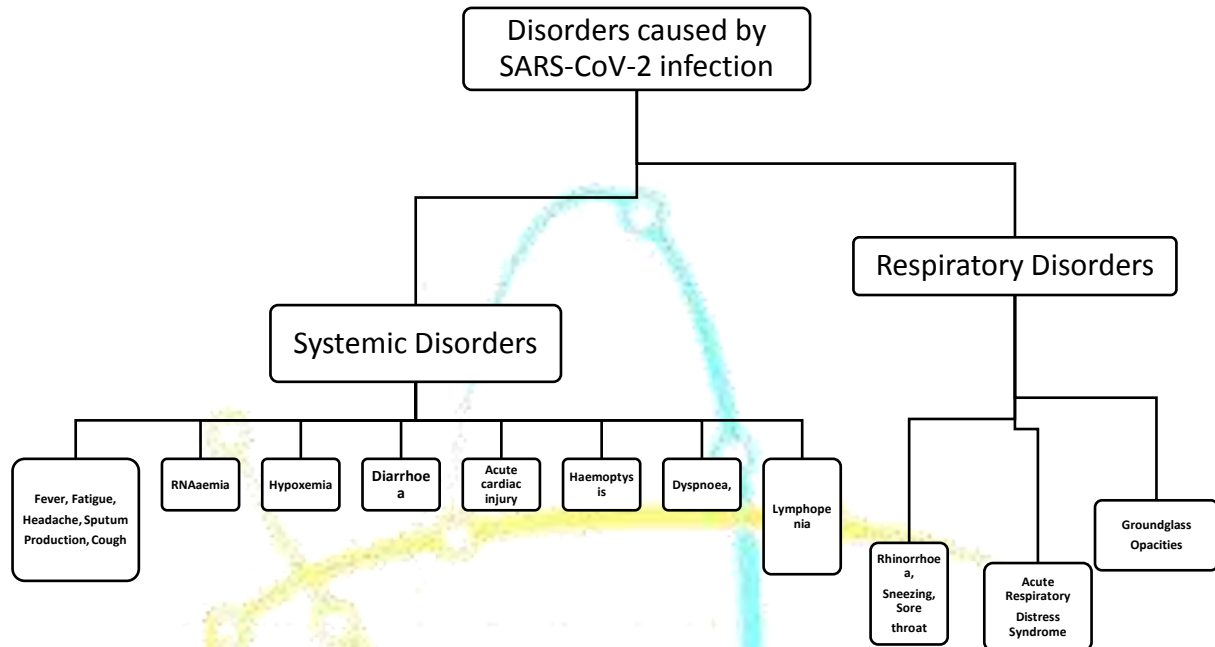 Disorders caused by
SARS-CoV-2 infection
Respiratory Disorders
Systemic Disorders
Fever, Fatigue,
Headache, Sputum
Production, Cough
RNAaemia
Hypoxemia
Diarrhoe
a
Acute
cardiac
injury
Haemoptys
is
Dyspnoea,
Lymphope
nia
Rhinorrhoe
a,
Sneezing,
Sore
throat
Acute
Respiratory
Distress
Syndrome
Groundglass
Opacities